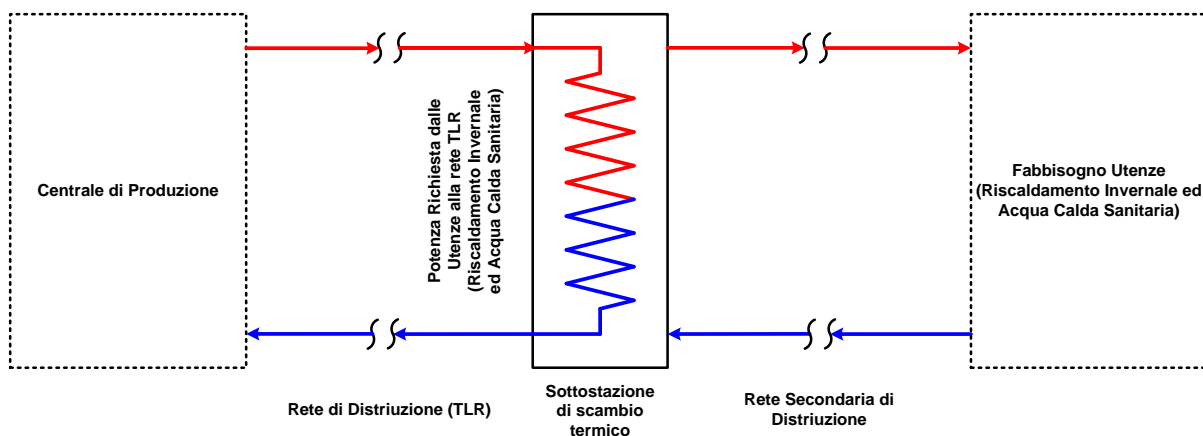 Centrale di Produzione
Potenza Richiesta dalle
Utenze alla rete TLR
(Riscaldamento Invernale
ed Acqua Calda Sanitaria)
Fabbisogno Utenze
(Riscaldamento Invernale ed
Acqua Calda Sanitaria)
Rete di Distriuzione (TLR)
Sottostazione
di scambio
termico
Rete Secondaria di
Distriuzione